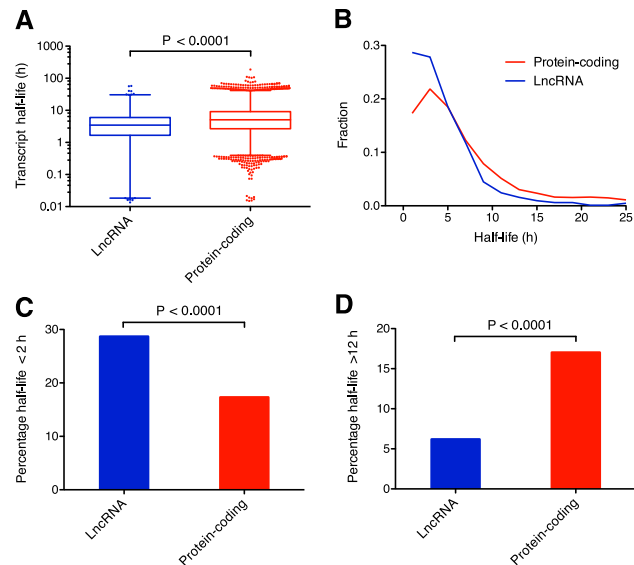 A
P < 0.0001
Transcript half-life (h)
1000
100
10
1
0.1
0.01
LncRNA
Protein-coding
B
Fraction
0.3
0.2
0.1
0.0
Protein-coding
LncRNA
0
5
10
15
20
25
Half-life (h)
C
P < 0.0001
Percentage half-life < 2 h
30
20
10
0
LncRNA
Protein-coding
D
P < 0.0001
Percentage half-life >12 h
20
15
10
5
0
LncRNA
Protein-coding